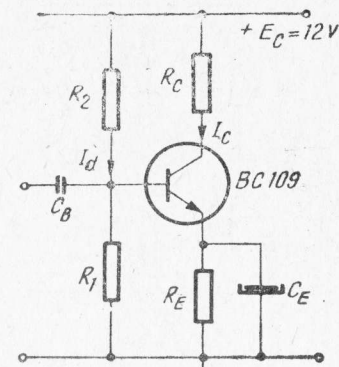 + E_C = 12 V
R_2
R_C
I_d
I_C
BC 109
C_B
R_1
R_E
C_E